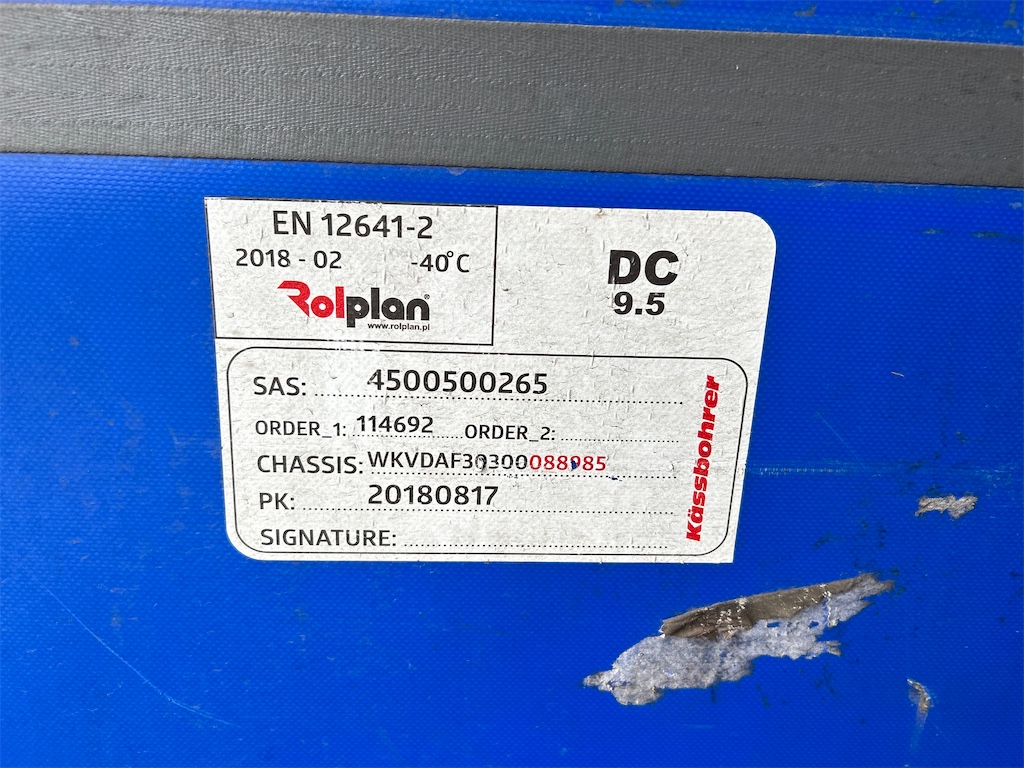 EN 12641-2
2018 - 02 -40°C
Rolplan®
www.rolplan.pl
DC
9.5
SAS: 4500500265
ORDER_1: 114692 ORDER_2:
CHASSIS: WKVDAF30300088985
PK: 20180817
SIGNATURE:
Kässbohrer